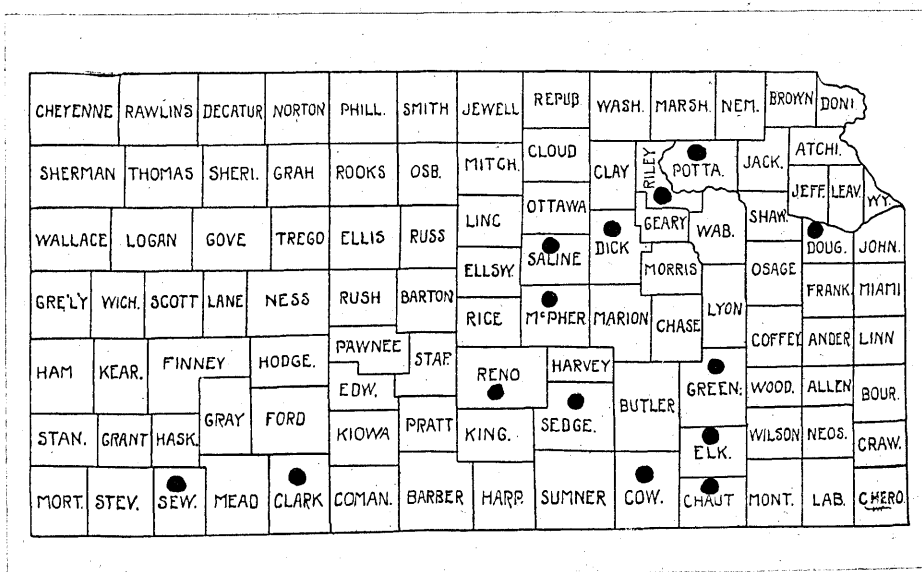 CHEYENNE RAWLINS DECATUR NORTON PHILL. SMITH JEWELL REPUB. WASH. MARSH. NEM. BROWN DONI.
SHERMAN THOMAS SHERI. GRAH ROOKS OSB. MITCH. CLOUD CLAY RILEY POTTA. JACK. ATCHI.
JEFF. LEAV. WY.
WALLACE LOGAN GOVE TREGO ELLIS RUSS LINC OTTAWA DICK GEARY WAB. SHAW. DOUG. JOHN.
ELLSW. SALINE MORRIS OSAGE
GRE'LY WICH. SCOTT LANE NESS RUSH BARTON RICE McPHER MARION CHASE LYON FRANK. MIAMI
HAM KEAR. FINNEY HODGE. PAWNEE STAF. RENO HARVEY COFFEY ANDER LINN
EDW. BUTLER GREEN. WOOD. ALLEN BOUR.
STAN. GRANT HASK. GRAY FORD KIOWA PRATT KING. SEDGE. ELK. WILSON NEOS. CRAW.
MORT. STEV. SEW. MEAD CLARK COMAN. BARBER HARP. SUMNER COW. CHAUT MONT. LAB. CHERO.